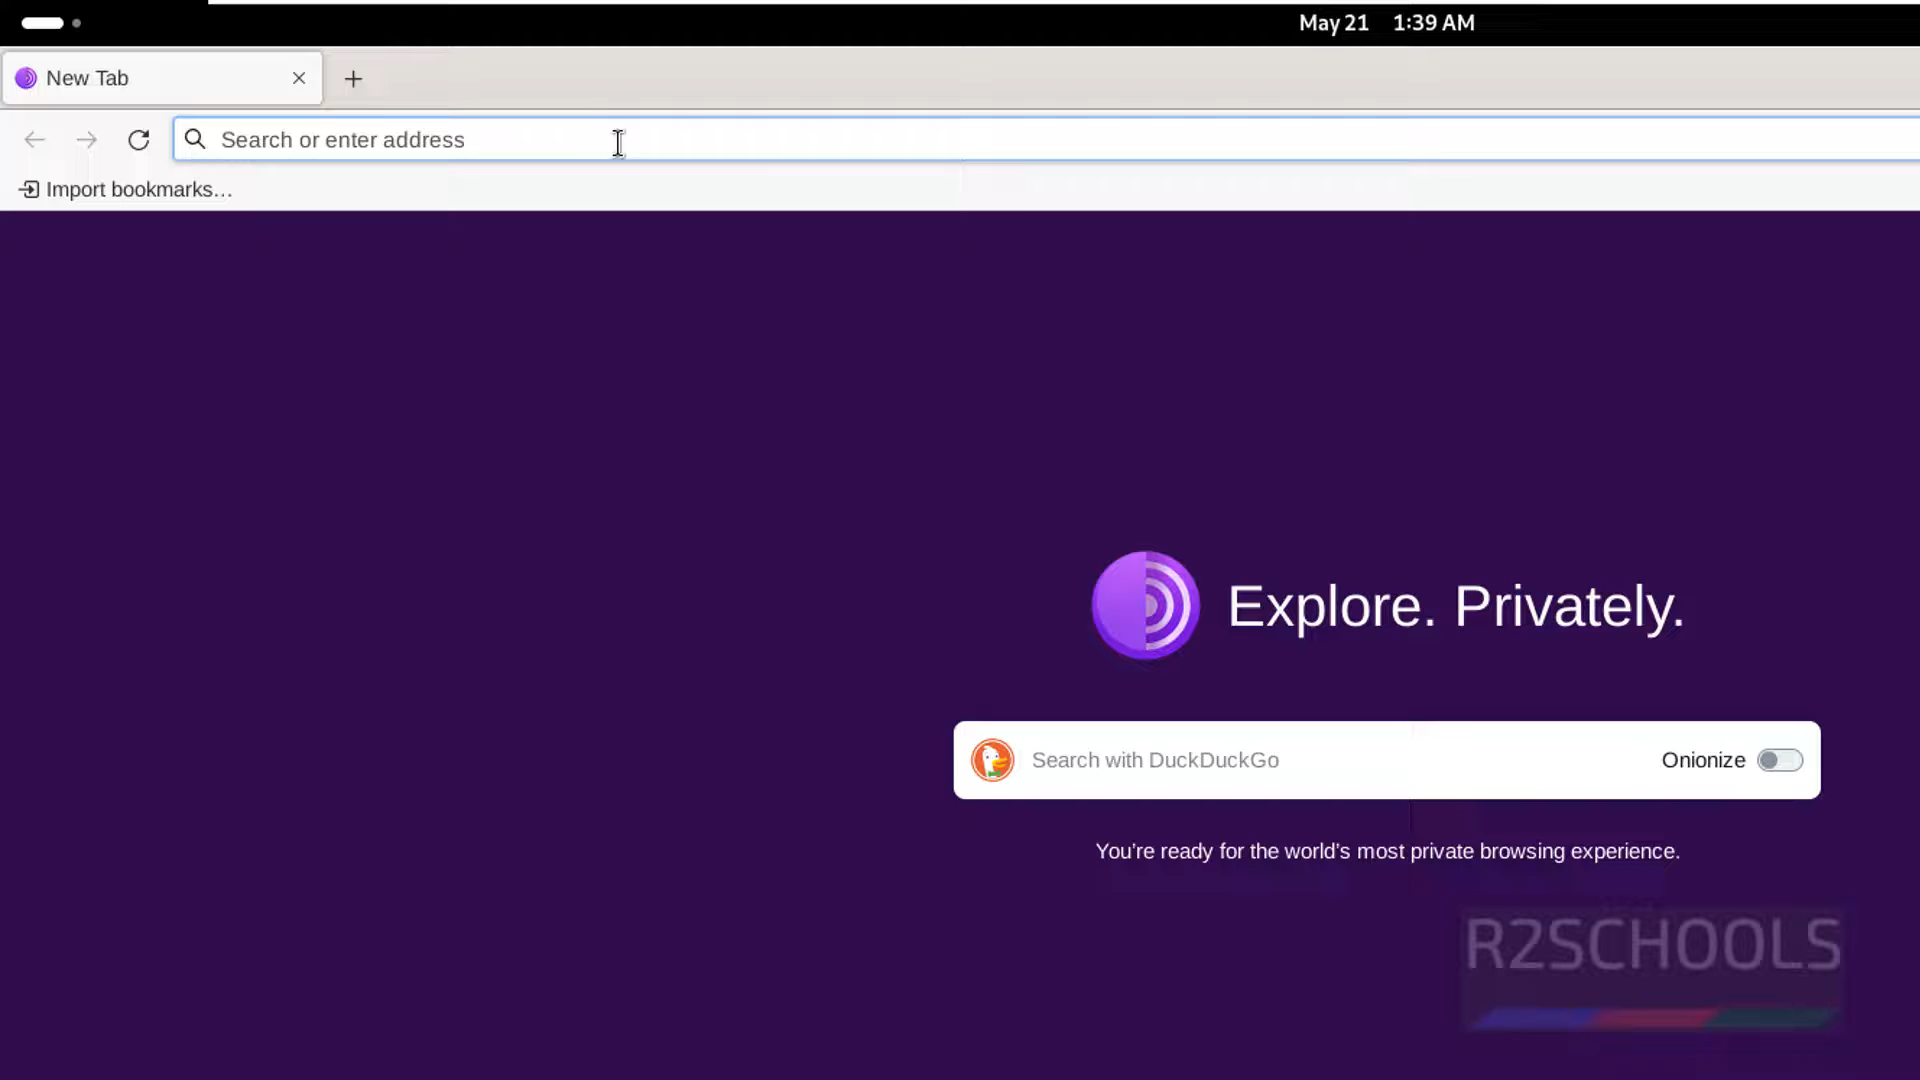 May 21 1:39 AM
New Tab
Search or enter address
Import bookmarks…
Explore. Privately.
Search with DuckDuckGo Onionize
You’re ready for the world’s most private browsing experience.
R2SCHOOLS